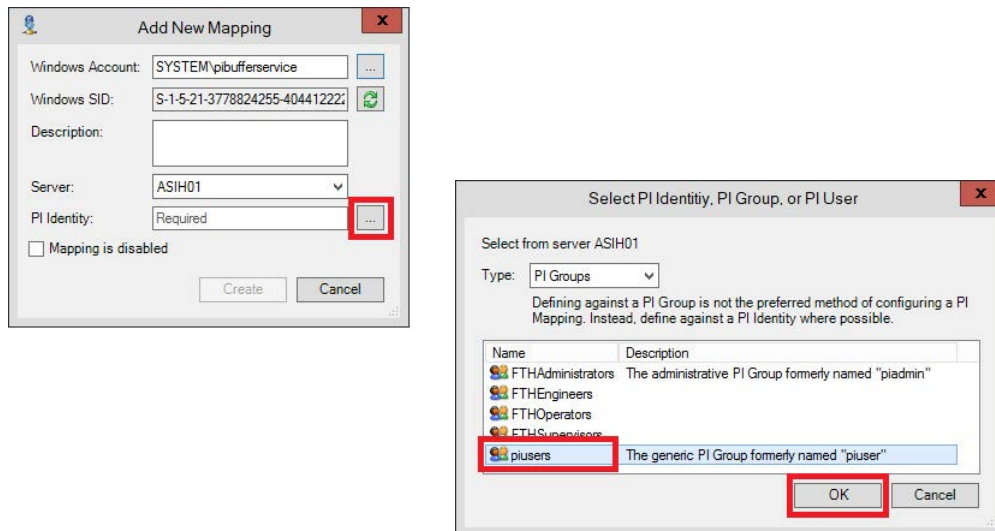 Add New Mapping
x
Windows Account: SYSTEM\pibufferservice ...
Windows SID: S-1-5-21-3778824255-404412222
Description:
Server: ASIH01
PI Identity: Required ...
Mapping is disabled
Create Cancel
Select PI Identitiy, PI Group, or PI User
x
Select from server ASIH01
Type: PI Groups
Defining against a PI Group is not the preferred method of configuring a PI
Mapping. Instead, define against a PI Identity where possible.
Name Description
FTHAdministrators The administrative PI Group formerly named "piadmin"
FTHEngineers
FTHOperators
FTHSupervisors
piusers The generic PI Group formerly named "piuser"
OK Cancel